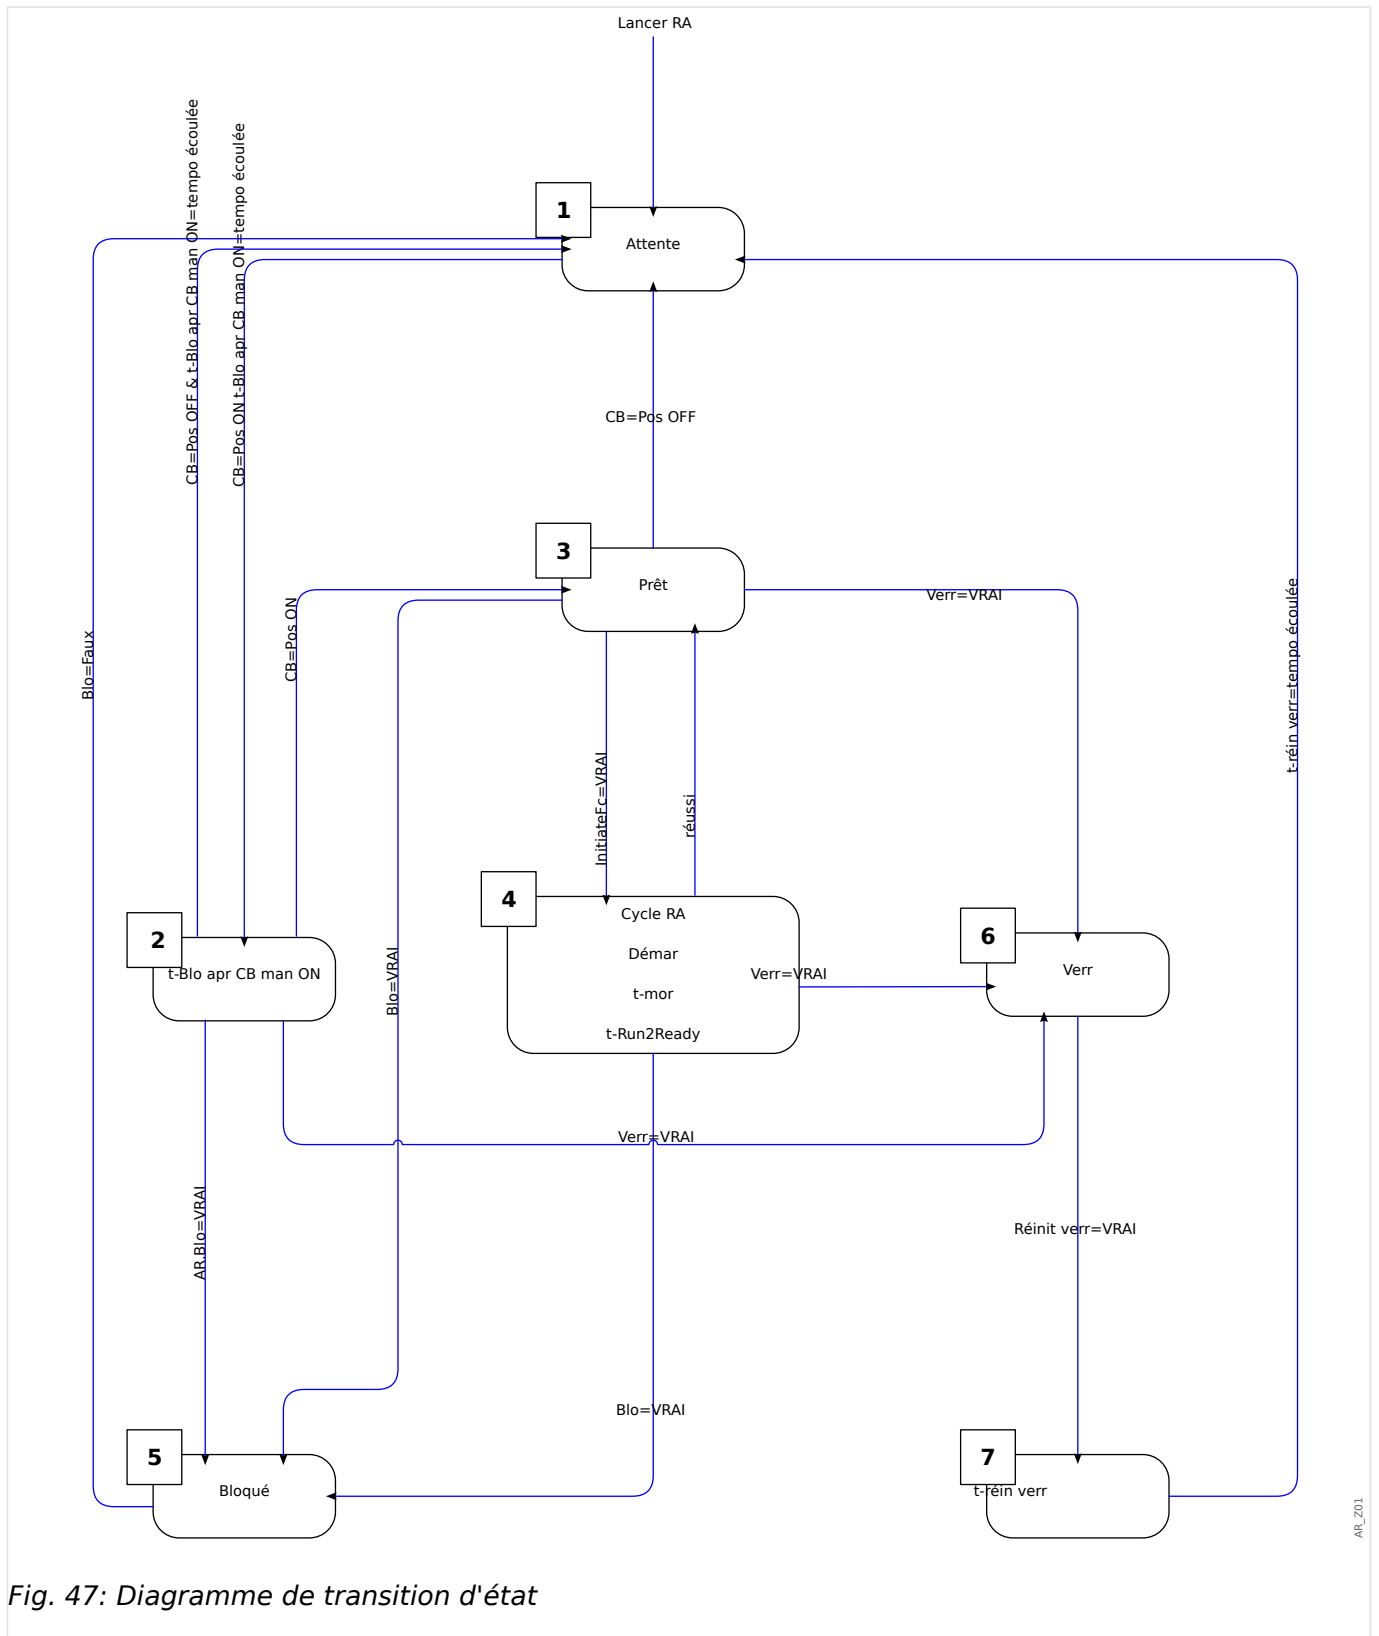 Lancer RA
CB=Pos OFF & t-Blo apr CB man ON=tempo écoulée
CB=Pos ON t-Blo apr CB man ON=tempo écoulée
1
Attente
CB=Pos OFF
3
Prêt
Verr=VRAI
CB=Pos ON
Blo=Faux
t-réin verr=tempo écoulée
InitiateFc=VRAI
réussi
4
Cycle RA
Démar
t-mor
t-Run2Ready
Verr=VRAI
2
t-Blo apr CB man ON
Blo=VRAI
6
Verr
Verr=VRAI
AR.Blo=VRAI
Réinit verr=VRAI
Blo=VRAI
5
Bloqué
7
t-réin verr
AR_Z01
Fig. 47: Diagramme de transition d'état